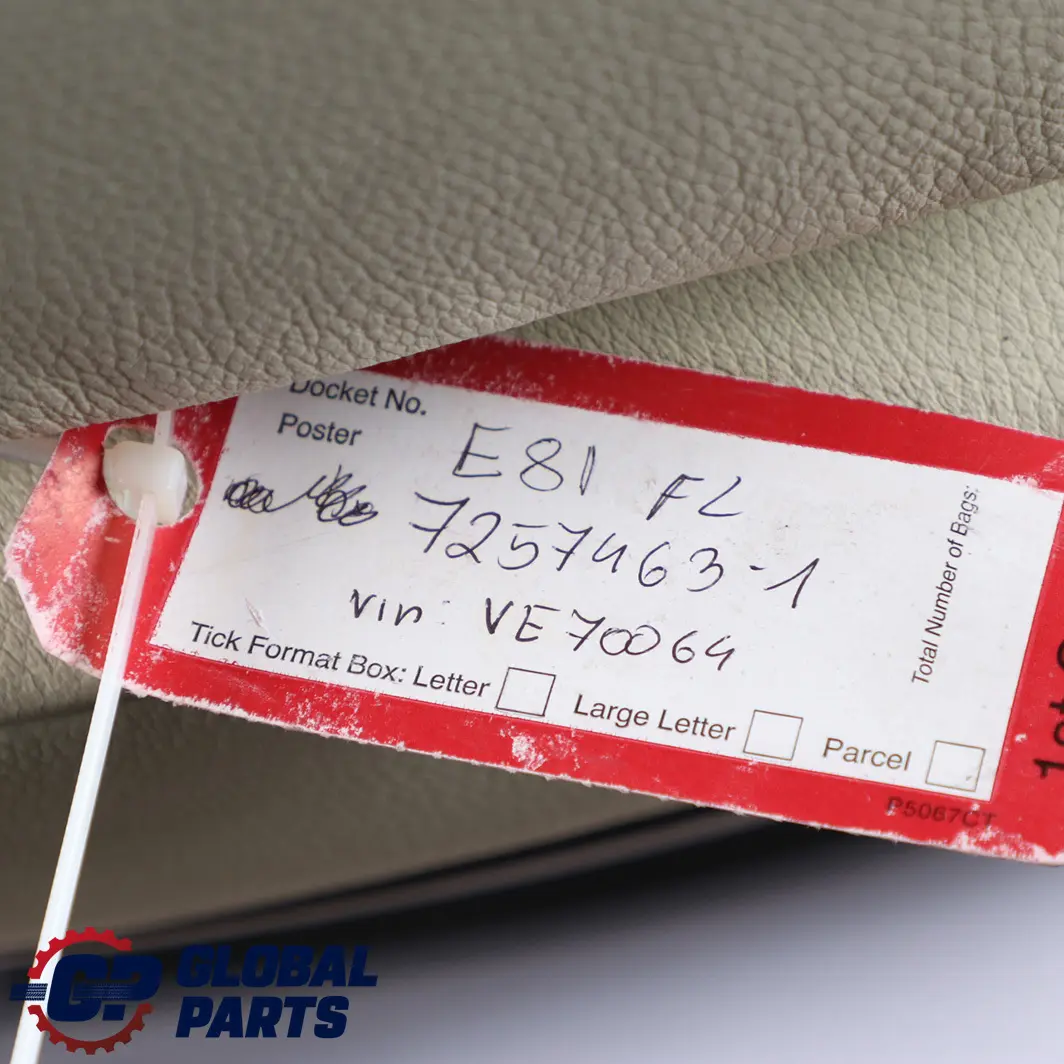 Docket No.
Poster
E81 FL
7257463-1
Vin: VE70064
Tick Format Box: Letter Large Letter Parcel
Total Number of Bags:
P5067CT
GP GLOBAL
PARTS